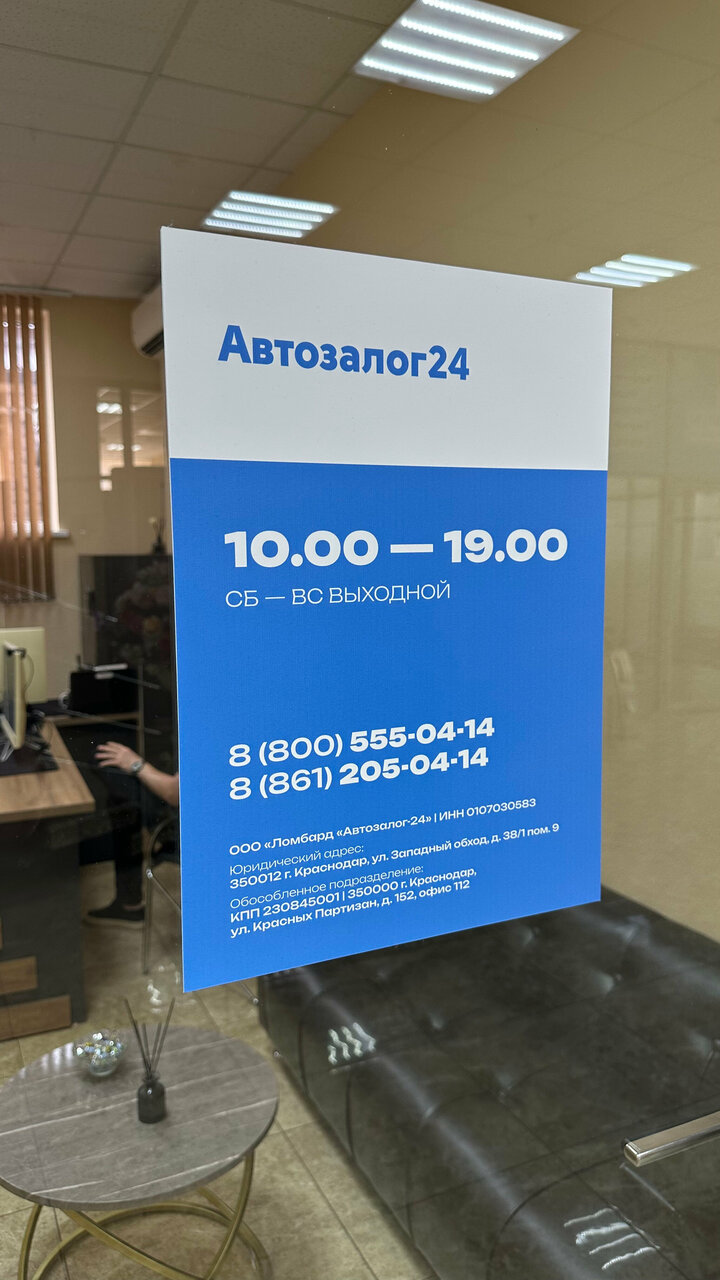 Автозалог24
10.00 — 19.00
СБ — ВС ВЫХОДНОЙ
8 (800) 555-04-14
8 (861) 205-04-14
ООО «Ломбард «Автозалог-24» | ИНН 0107030583
Юридический адрес:
350012 г. Краснодар, ул. Западный обход, д. 38/1 пом. 9
Обособленное подразделение:
КПП 230845001 | 350000 г. Краснодар,
ул. Красных Партизан, д. 152, офис 112